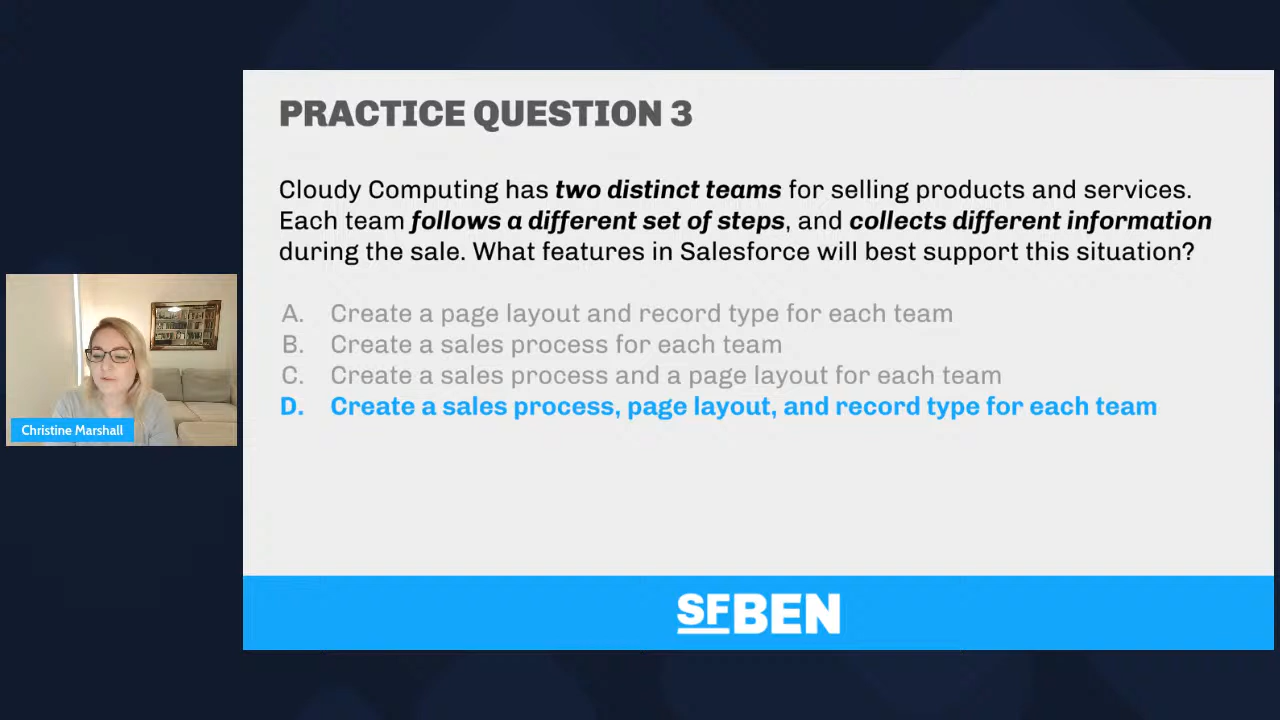 PRACTICE QUESTION 3
Cloudy Computing has two distinct teams for selling products and services.
Each team follows a different set of steps, and collects different information
during the sale. What features in Salesforce will best support this situation?
A. Create a page layout and record type for each team
B. Create a sales process for each team
C. Create a sales process and a page layout for each team
D. Create a sales process, page layout, and record type for each team
Christine Marshall
SFBEN